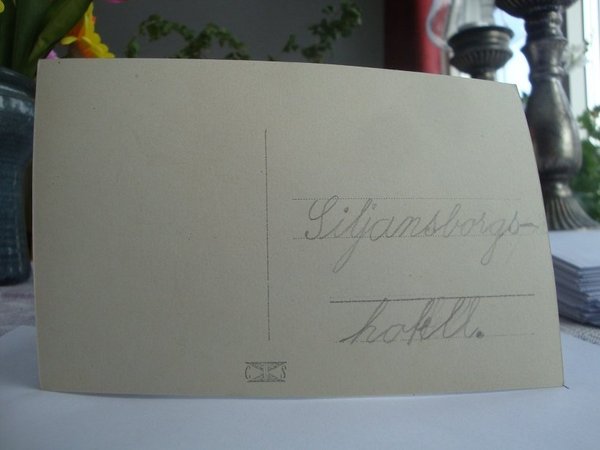 Siljansborgs-
hotell.
C S